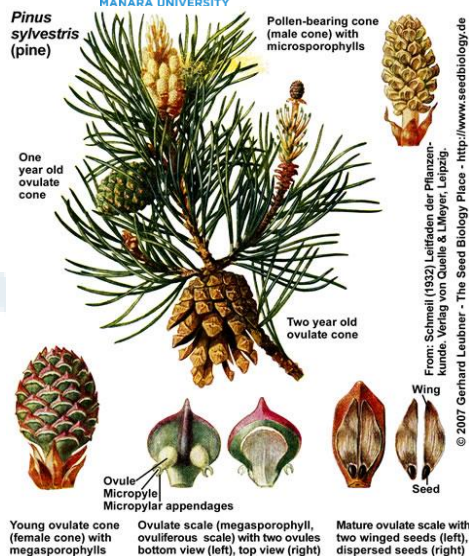 MANARA UNIVERSITY
Pinus
sylvestris
(pine)
Pollen-bearing cone
(male cone) with
microsporophylls
One
year old
ovulate
cone
Two year old
ovulate cone
From: Schmeil (1932) Leitfaden der Pflanzen-
kunde. Verlag von Quelle & LMeyer, Leipzig.
© 2007 Gerhard Leubner - The Seed Biology Place - http://www.seedbiology.de
Wing
Seed
Ovule
Micropyle
Micropylar appendages
Young ovulate cone
(female cone) with
megasporophylls
Ovulate scale (megasporophyll,
ovuliferous scale) with two ovules
bottom view (left), top view (right)
Mature ovulate scale with
two winged seeds (left),
dispersed seeds (right)